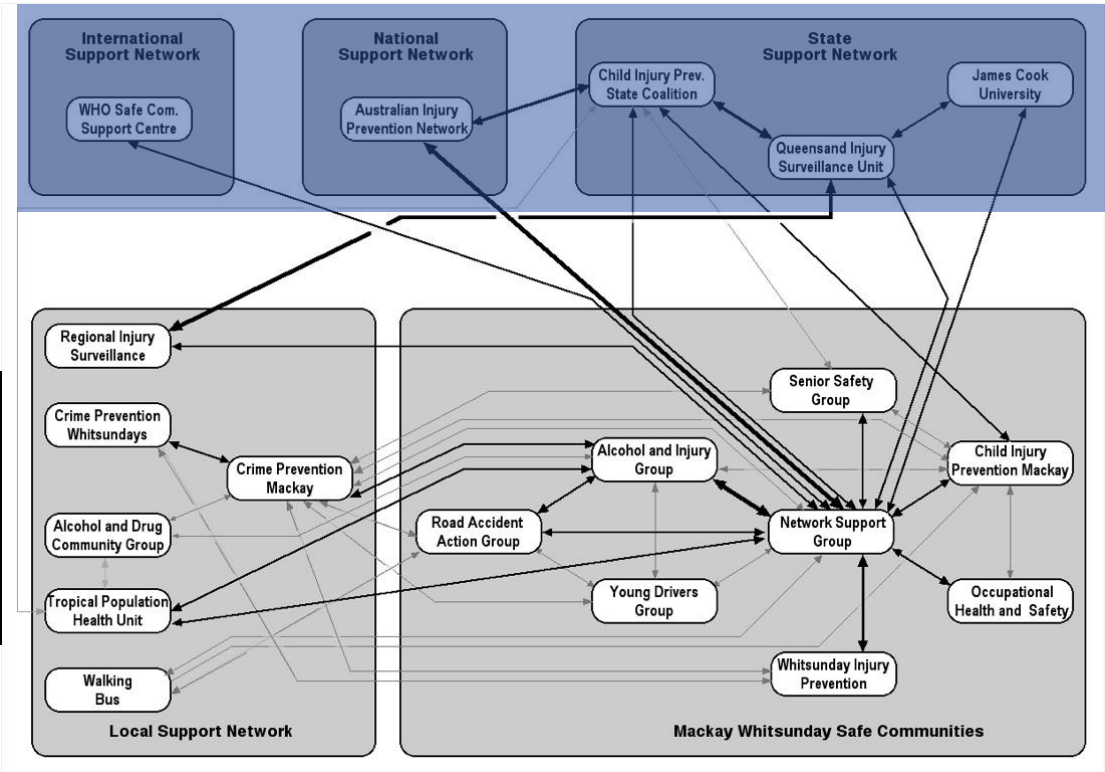 International
Support Network
National
Support Network
State
Support Network
WHO Safe Com.
Support Centre
Australian Injury
Prevention Network
Child Injury Prev.
State Coalition
James Cook
University
Queensand Injury
Surveillance Unit
Regional Injury
Surveillance
Crime Prevention
Whitsundays
Crime Prevention
Mackay
Alcohol and Drug
Community Group
Tropical Population
Health Unit
Walking
Bus
Local Support Network
Senior Safety
Group
Alcohol and Injury
Group
Child Injury
Prevention Mackay
Road Accident
Action Group
Network Support
Group
Young Drivers
Group
Occupational
Health and Safety
Whitsunday Injury
Prevention
Mackay Whitsunday Safe Communities